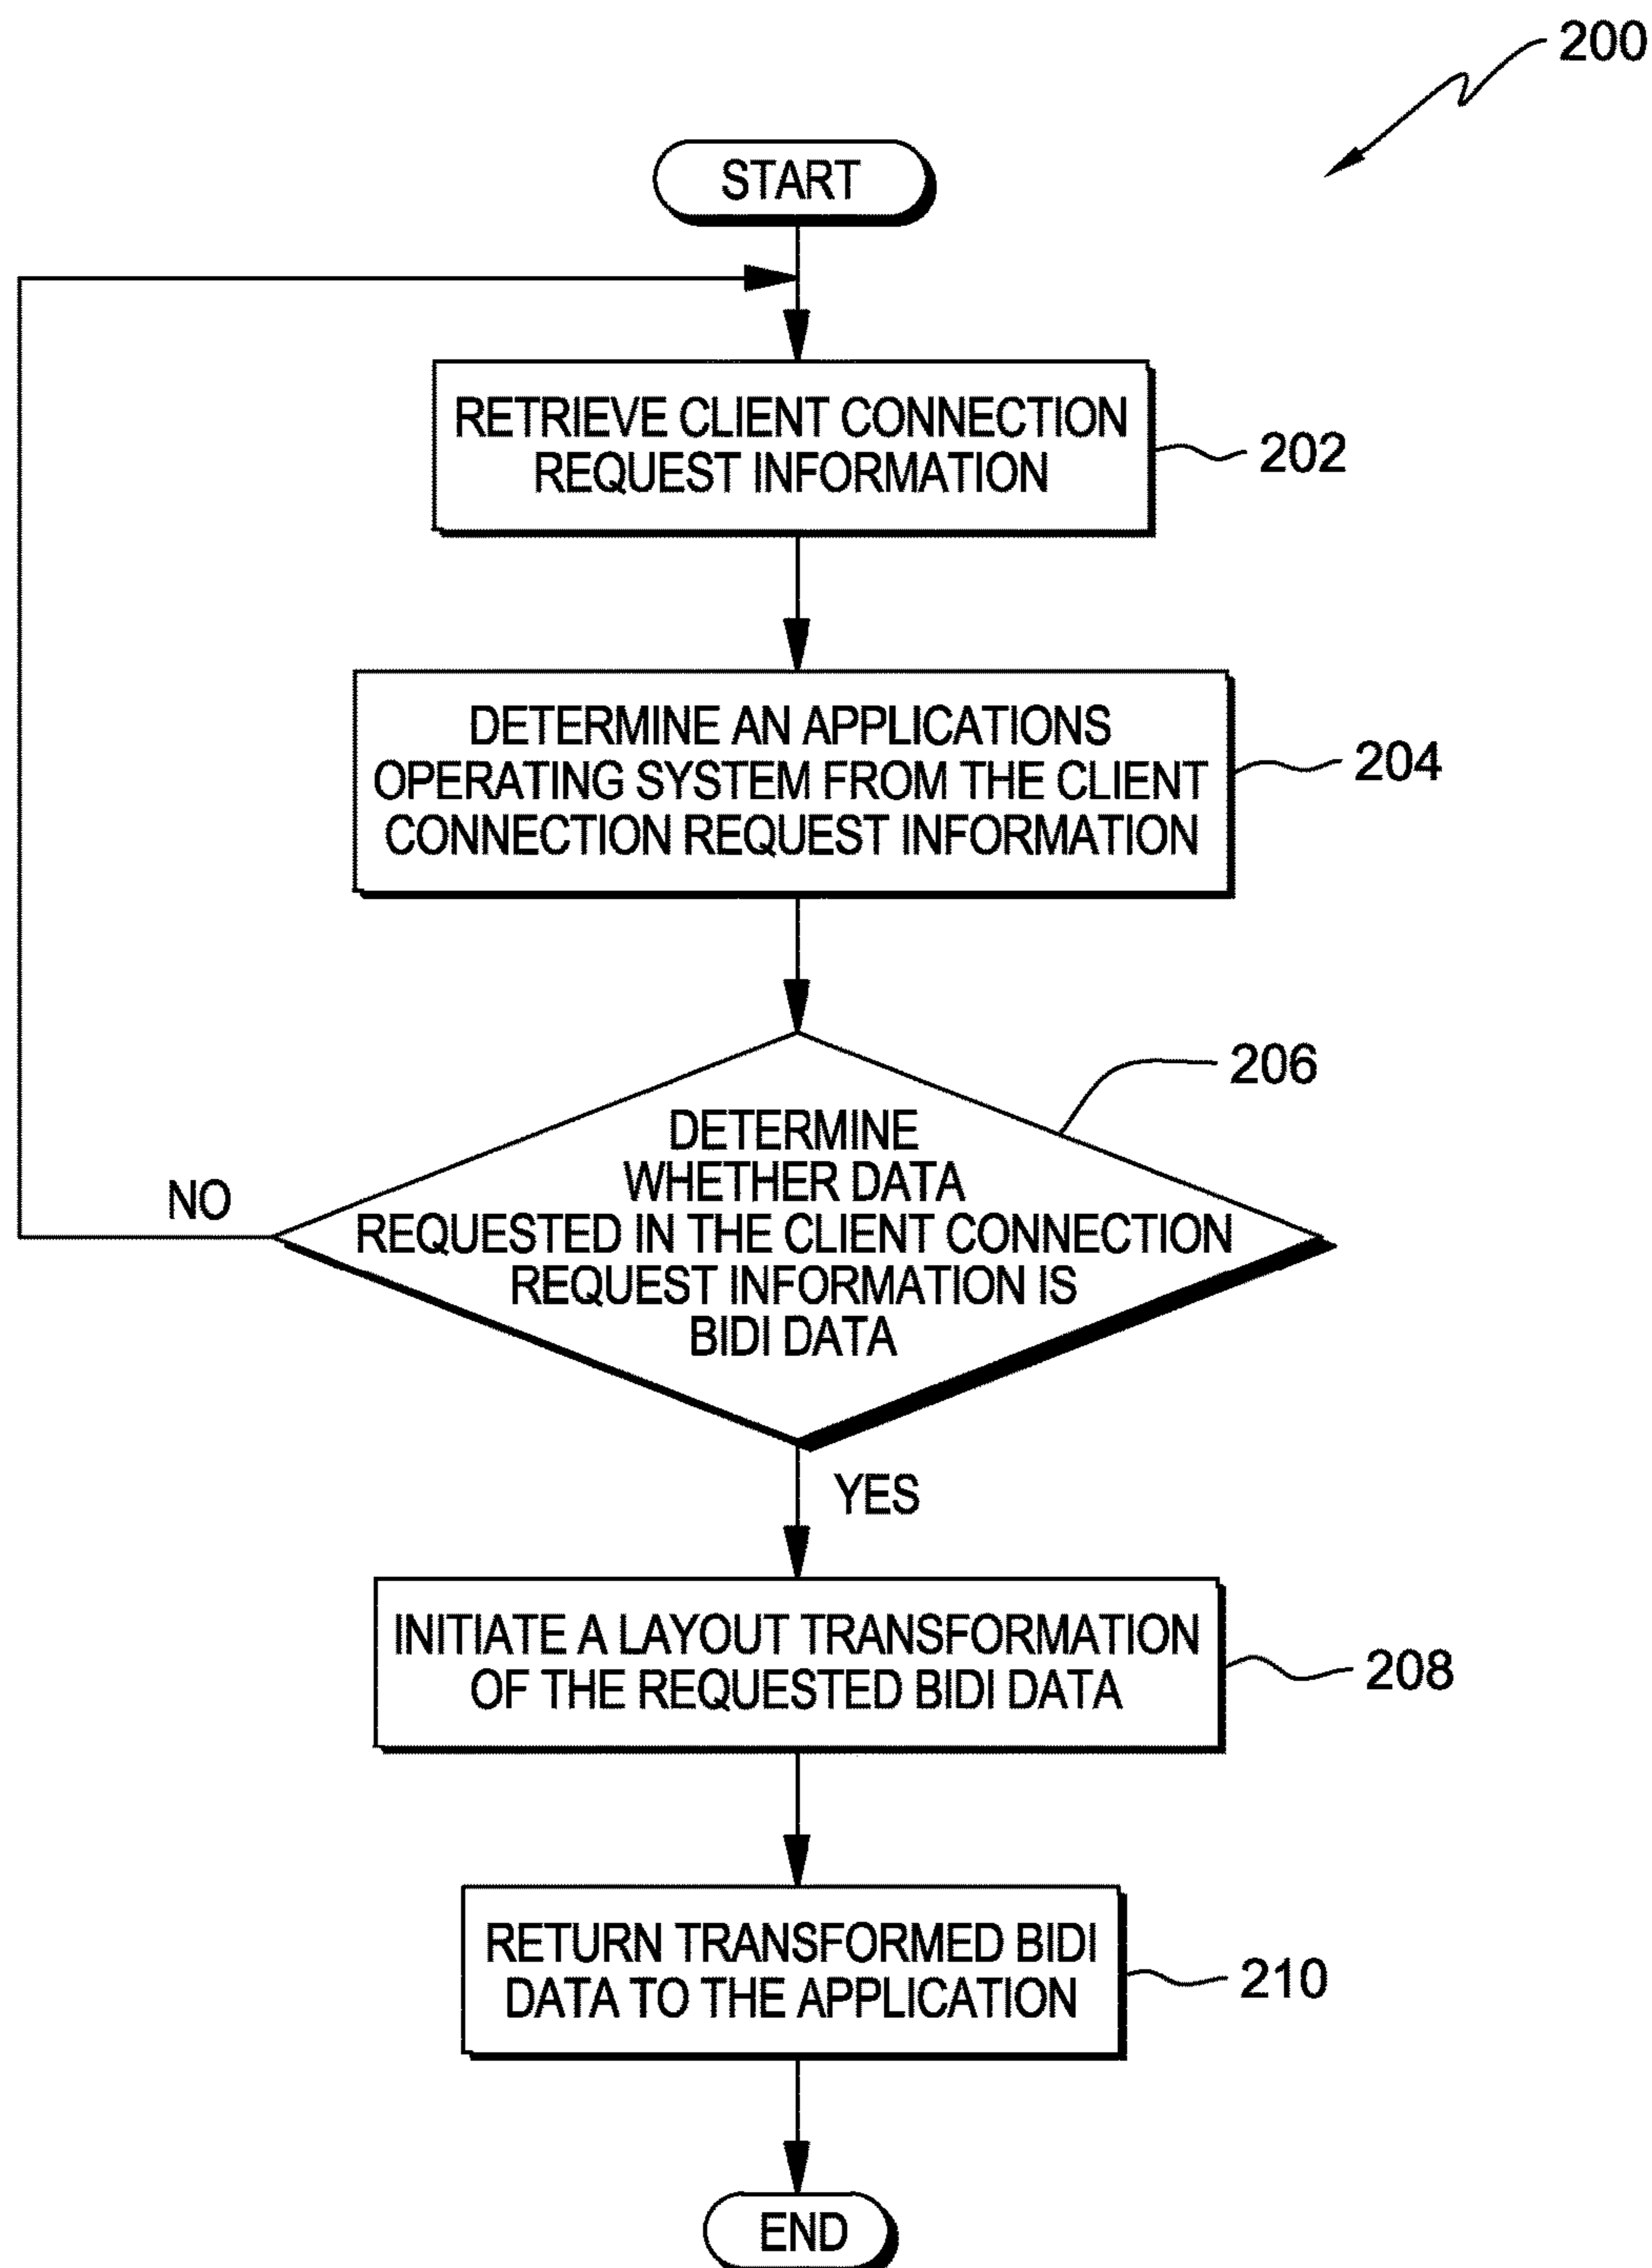 200
START
RETRIEVE CLIENT CONNECTION
REQUEST INFORMATION
202
DETERMINE AN APPLICATIONS
OPERATING SYSTEM FROM THE CLIENT
CONNECTION REQUEST INFORMATION
204
206
DETERMINE
WHETHER DATA
REQUESTED IN THE CLIENT CONNECTION
REQUEST INFORMATION IS
BIDI DATA
NO
YES
INITIATE A LAYOUT TRANSFORMATION
OF THE REQUESTED BIDI DATA
208
RETURN TRANSFORMED BIDI
DATA TO THE APPLICATION
210
END